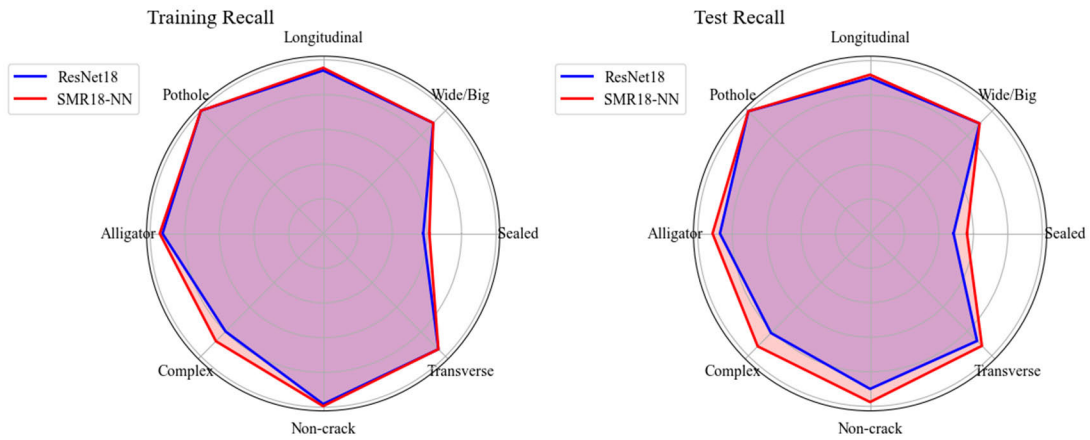 Training Recall
ResNet18
SMR18-NN
Longitudinal
Pothole
Wide/Big
Alligator
Sealed
Complex
Transverse
Non-crack
Test Recall
ResNet18
SMR18-NN
Longitudinal
Pothole
Wide/Big
Alligator
Sealed
Complex
Transverse
Non-crack